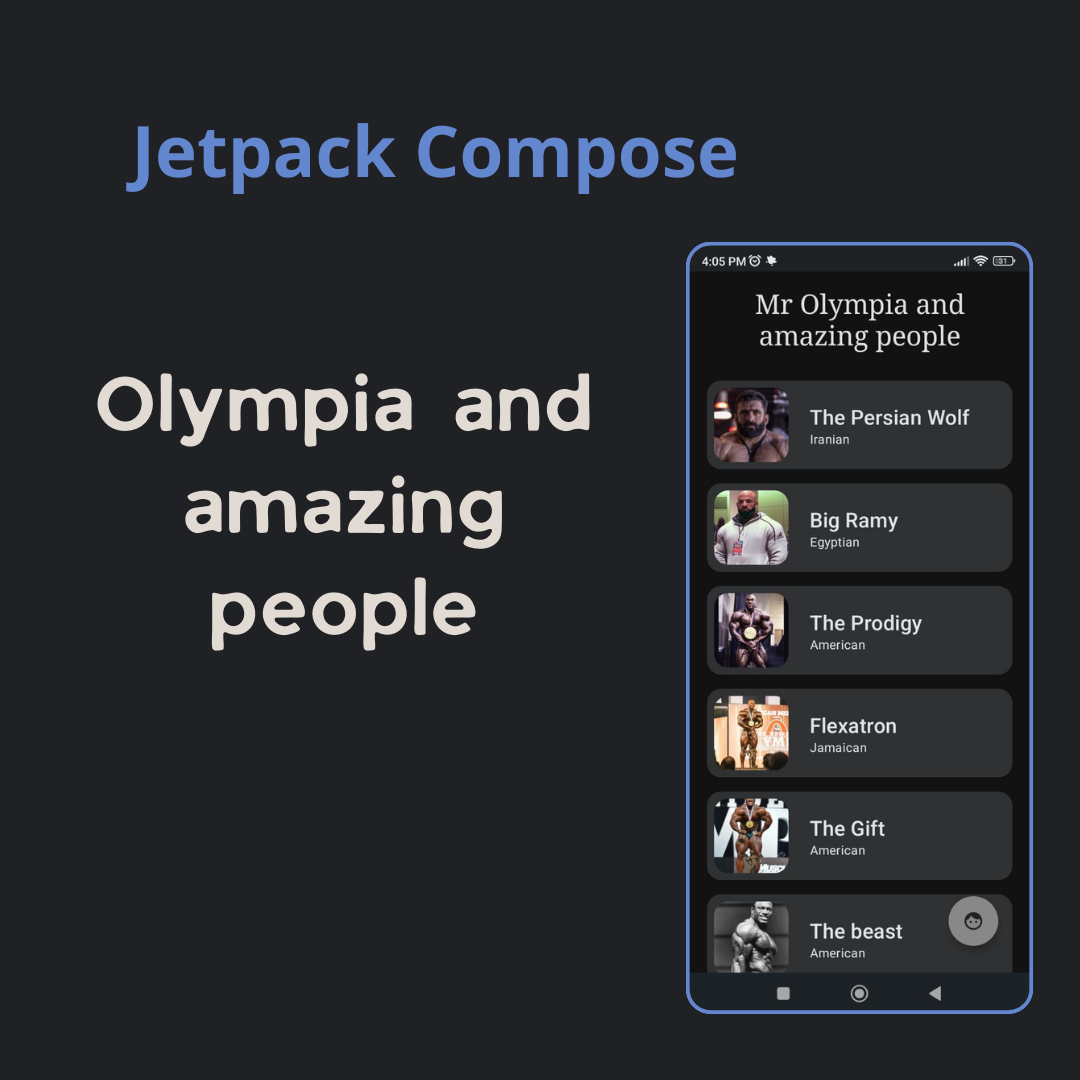 Jetpack Compose
Olympia and
amazing
people
4:05 PM
31
Mr Olympia and
amazing people
The Persian Wolf
Iranian
Big Ramy
Egyptian
The Prodigy
American
Flexatron
Jamaican
The Gift
American
The beast
American